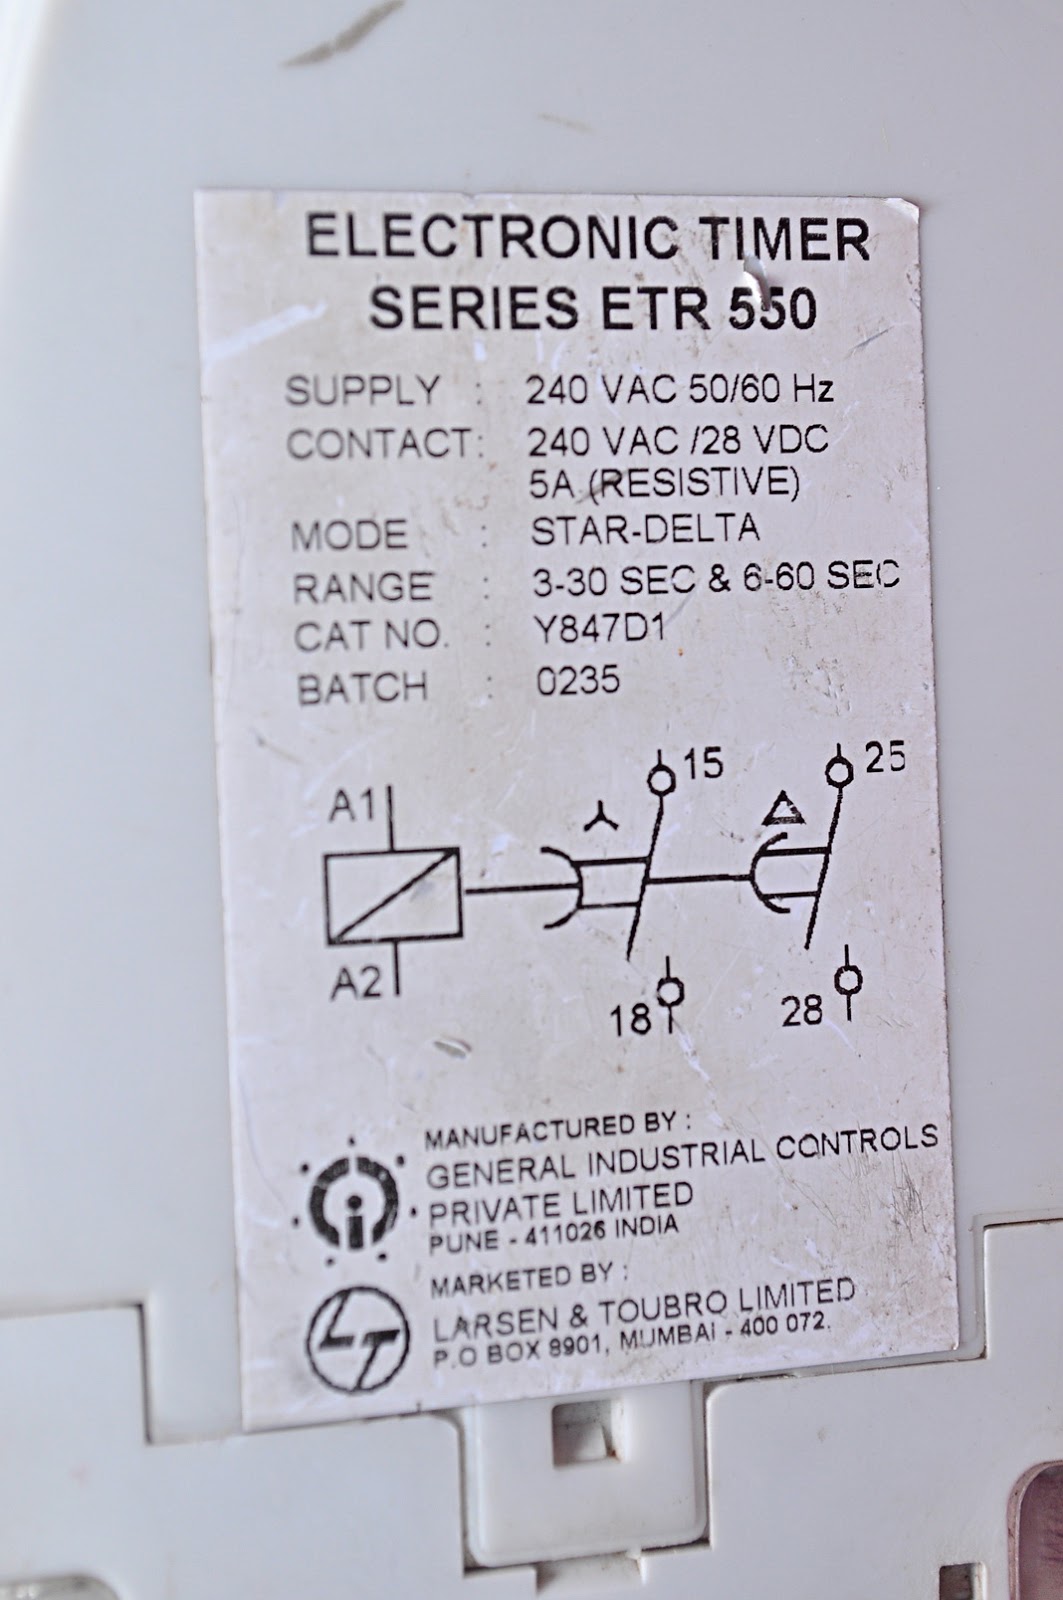 ELECTRONIC TIMER
SERIES ETR 550
SUPPLY : 240 VAC 50/60 Hz
CONTACT: 240 VAC /28 VDC
5A (RESISTIVE)
MODE : STAR-DELTA
RANGE : 3-30 SEC & 6-60 SEC
CAT NO. : Y847D1
BATCH : 0235
15 25
A1
A2
18 28
MANUFACTURED BY :
GENERAL INDUSTRIAL CONTROLS
PRIVATE LIMITED
PUNE - 411026 INDIA
MARKETED BY :
LARSEN & TOUBRO LIMITED
P.O BOX 8901, MUMBAI - 400 072.
LT